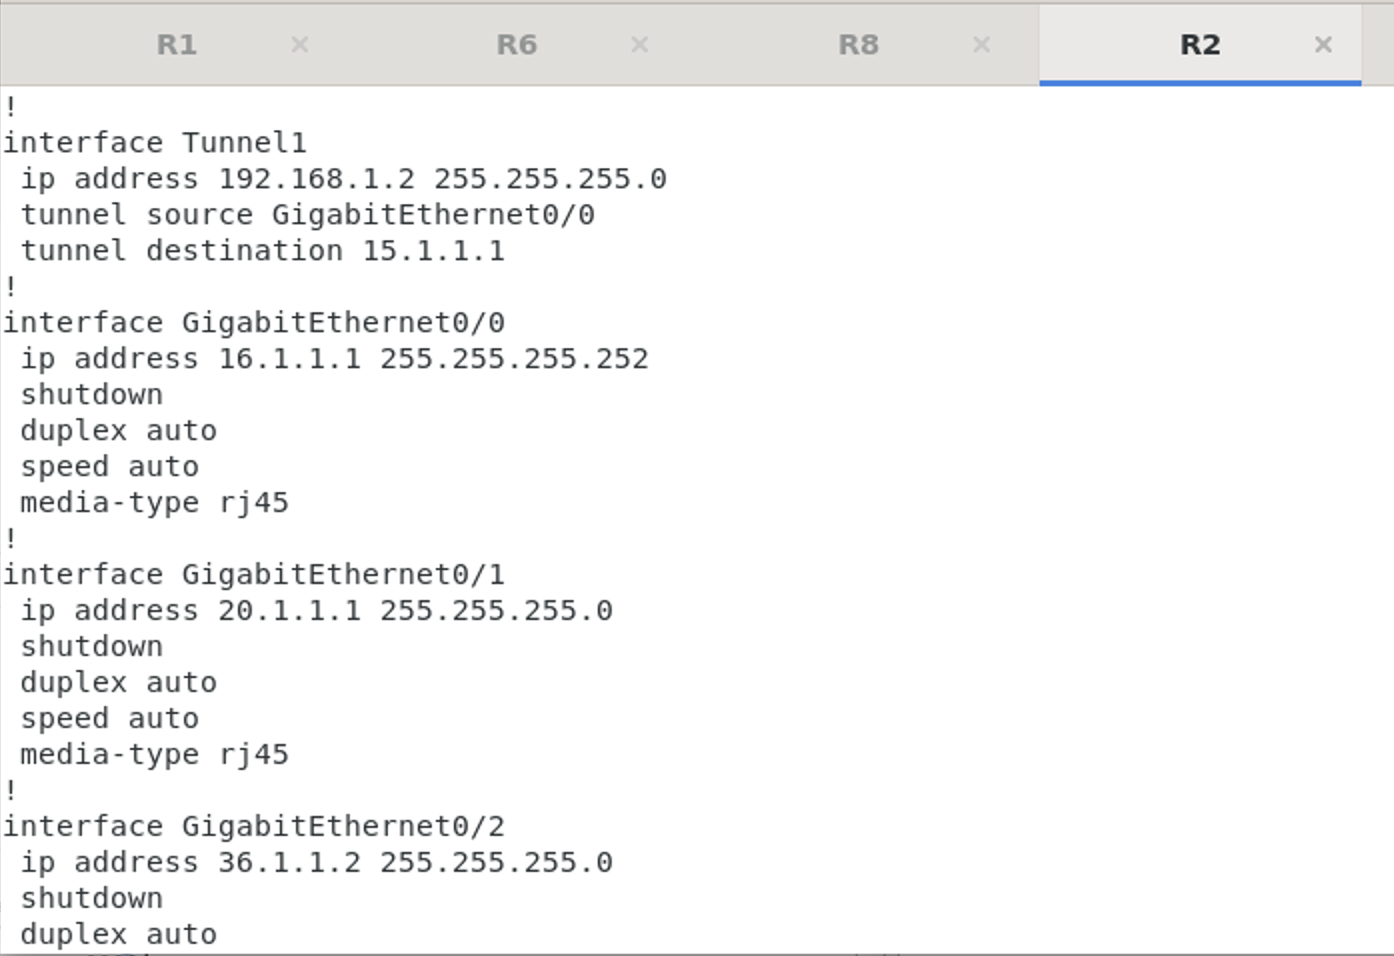 R1 × R6 × R8 × R2 ×
!
interface Tunnel1
 ip address 192.168.1.2 255.255.255.0
 tunnel source GigabitEthernet0/0
 tunnel destination 15.1.1.1
!
interface GigabitEthernet0/0
 ip address 16.1.1.1 255.255.255.252
 shutdown
 duplex auto
 speed auto
 media-type rj45
!
interface GigabitEthernet0/1
 ip address 20.1.1.1 255.255.255.0
 shutdown
 duplex auto
 speed auto
 media-type rj45
!
interface GigabitEthernet0/2
 ip address 36.1.1.2 255.255.255.0
 shutdown
 duplex auto